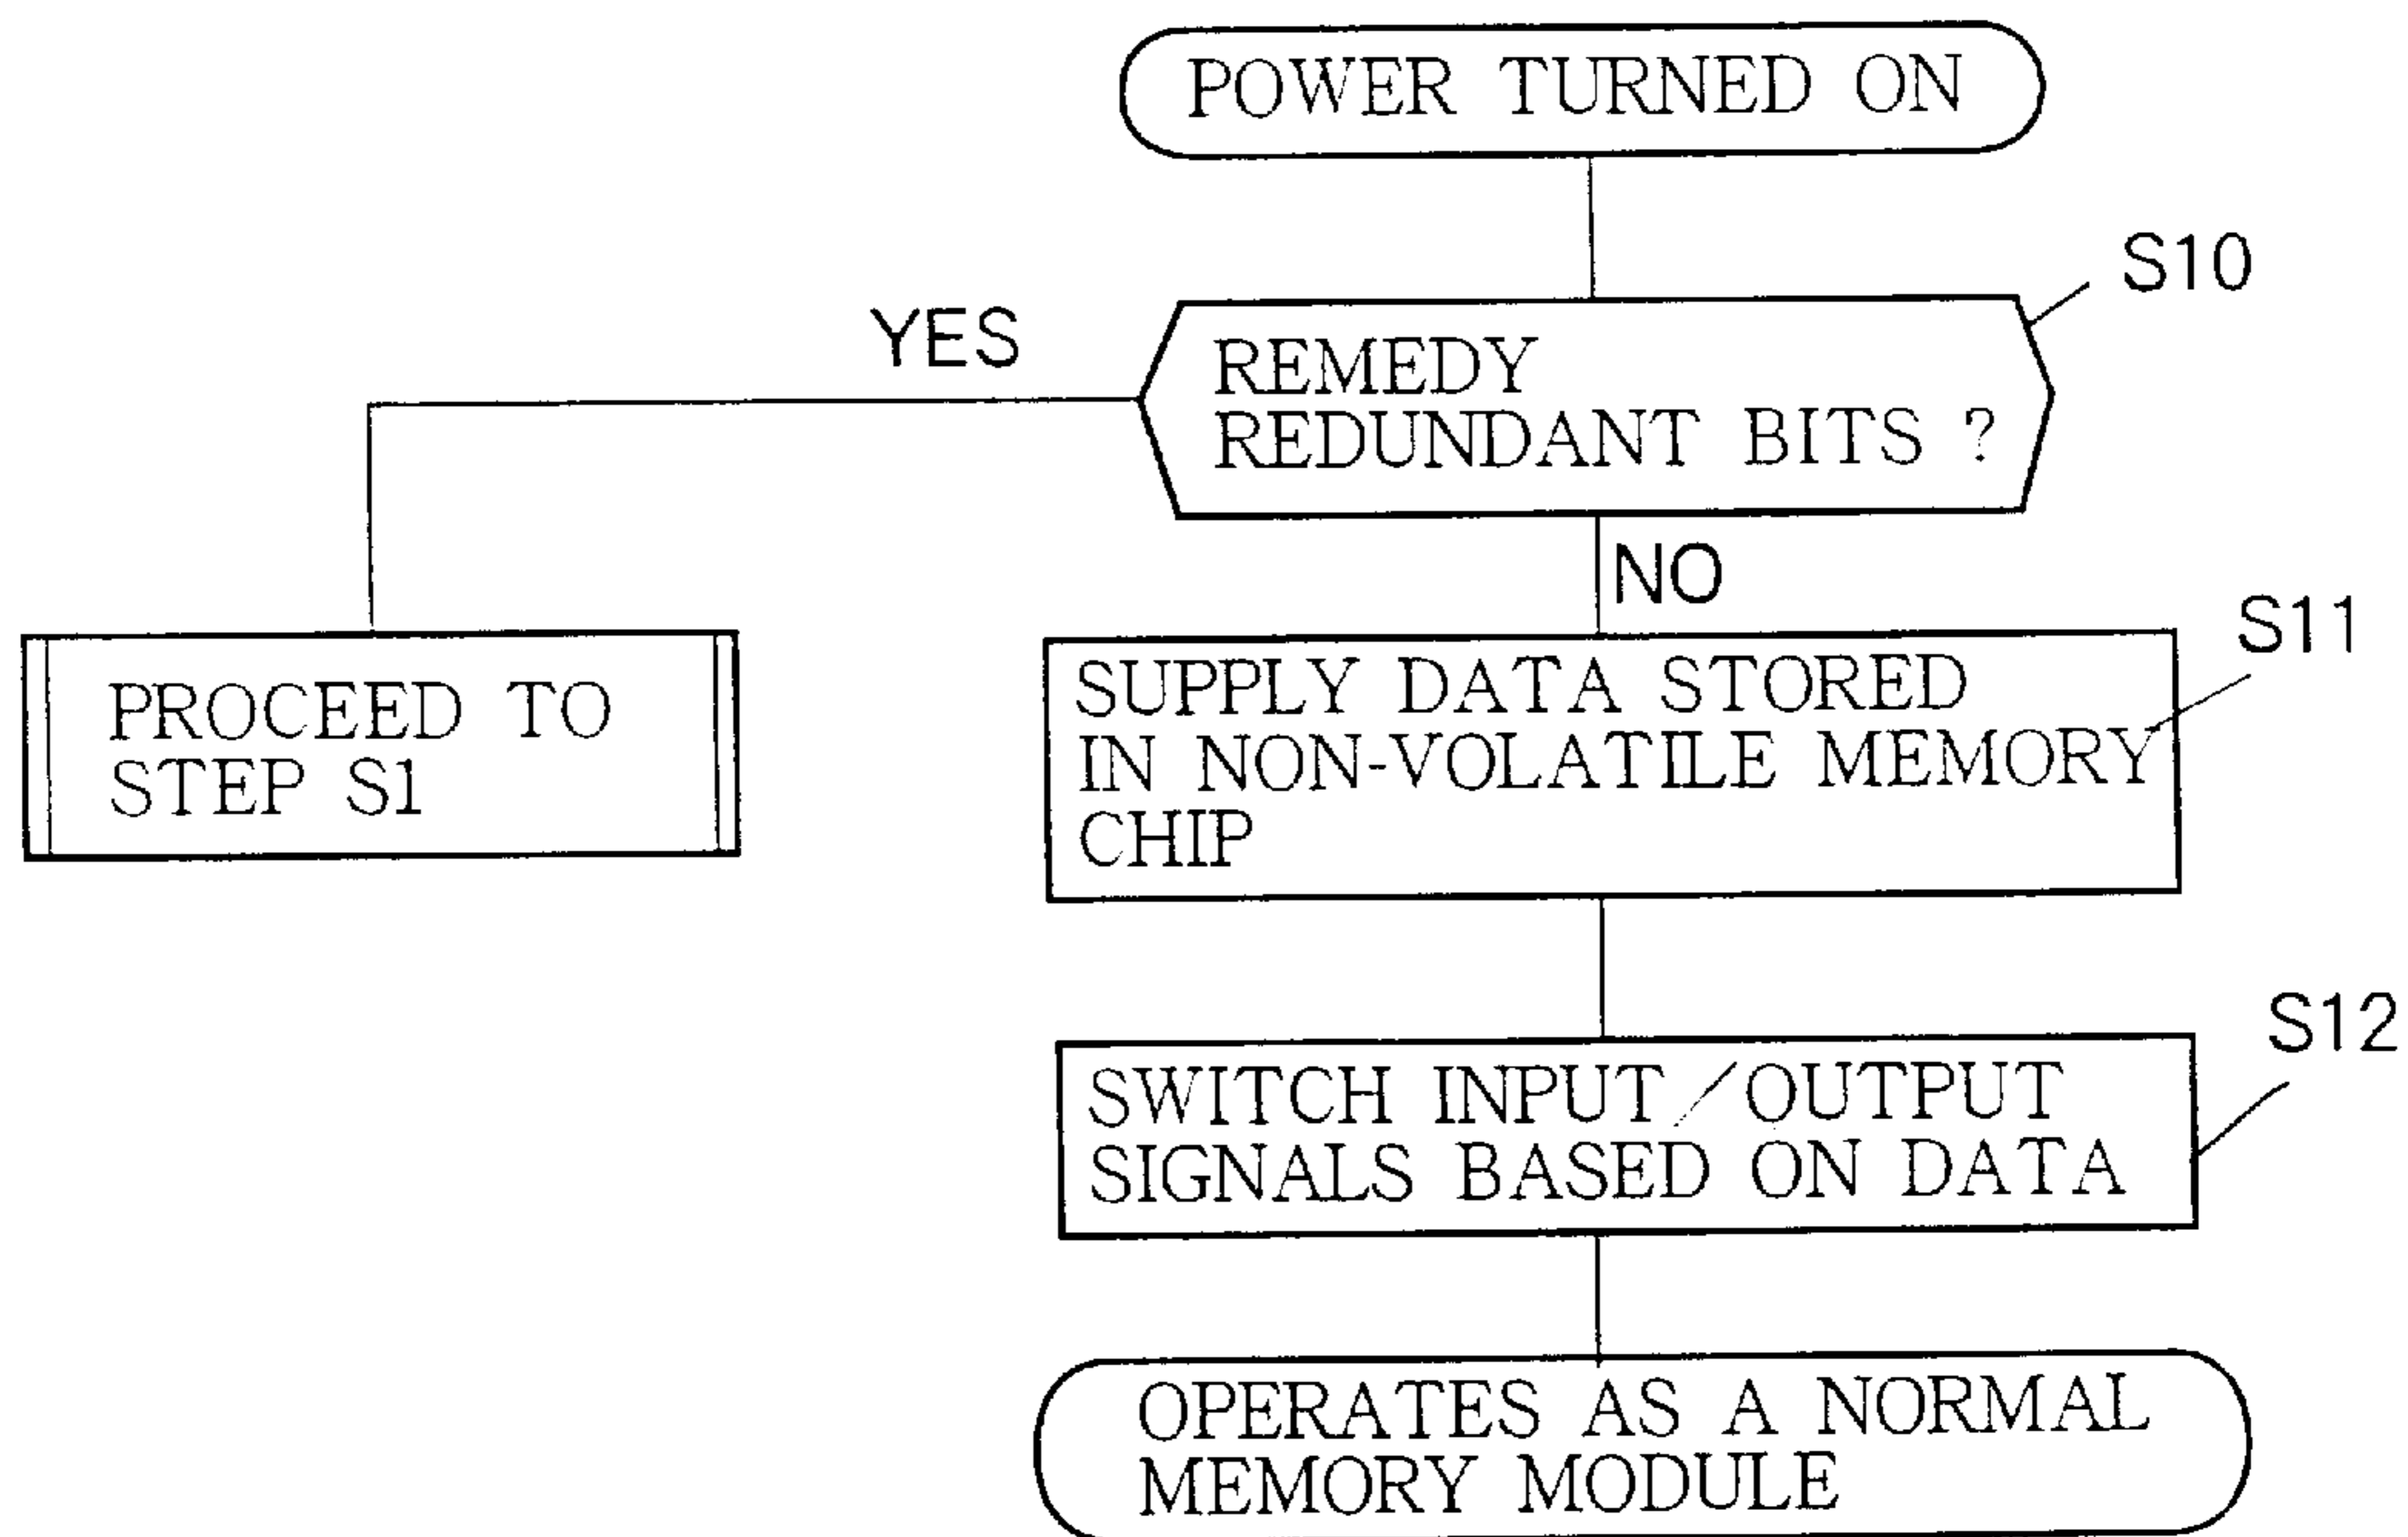 POWER TURNED ON
S10
YES
REMEDY
REDUNDANT BITS ?
NO
S11
PROCEED TO
STEP S1
SUPPLY DATA STORED
IN NON-VOLATILE MEMORY
CHIP
S12
SWITCH INPUT/OUTPUT
SIGNALS BASED ON DATA
OPERATES AS A NORMAL
MEMORY MODULE